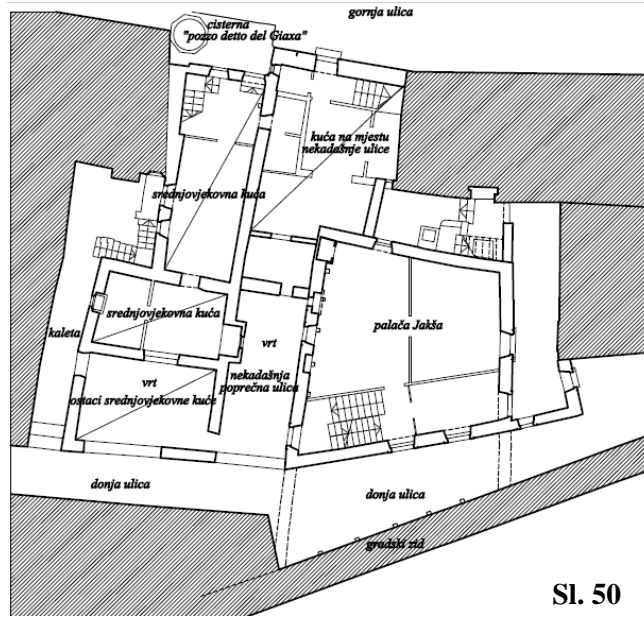 gornja ulica
cisterna
"pozzo detto del Giaxa"
kuća na mjestu
nekadašnje ulice
srednjovjekovna kuća
srednjovjekovna kuća
palača Jakša
kaleta
vrt
nekadašnja
poprečna ulica
vrt
ostaci srednjovjekovne kuće
donja ulica
donja ulica
gradski zid
Sl. 50